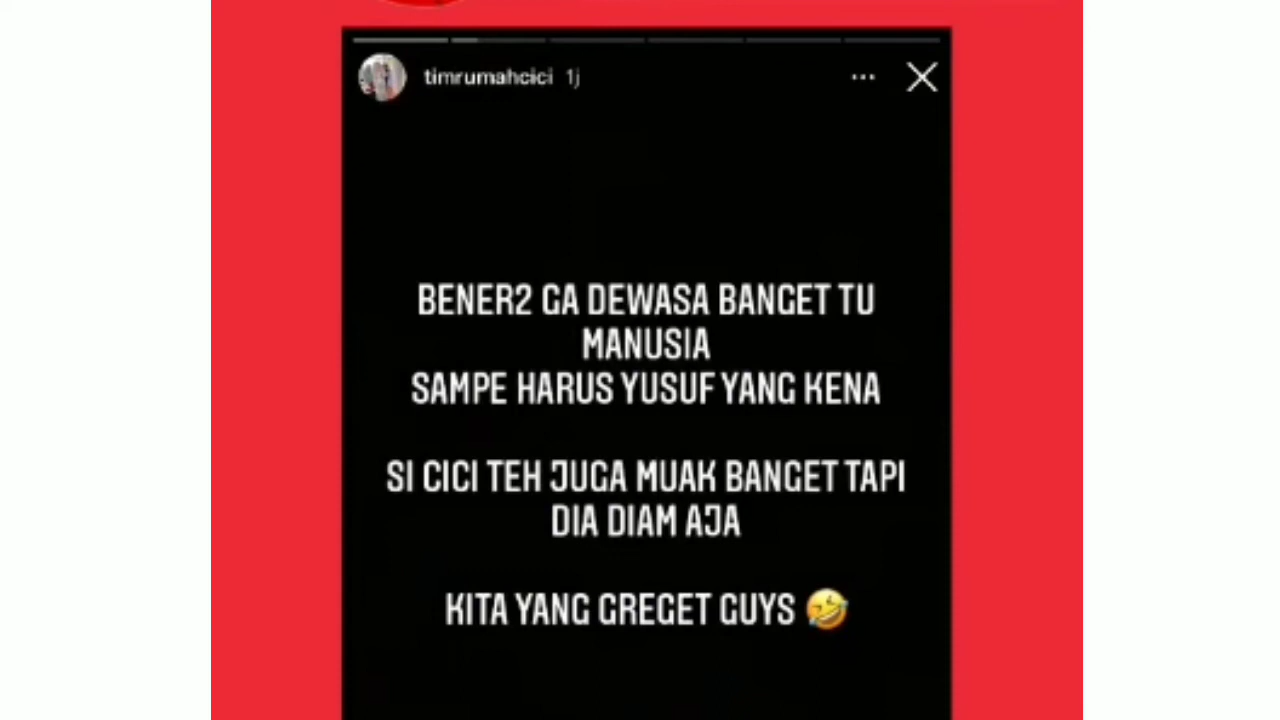 timrumahcici 1j
BENER2 GA DEWASA BANGET TU
MANUSIA
SAMPE HARUS YUSUF YANG KENA
SI CICI TEH JUGA MUAK BANGET TAPI
DIA DIAM AJA
KITA YANG GREGET GUYS 🤣